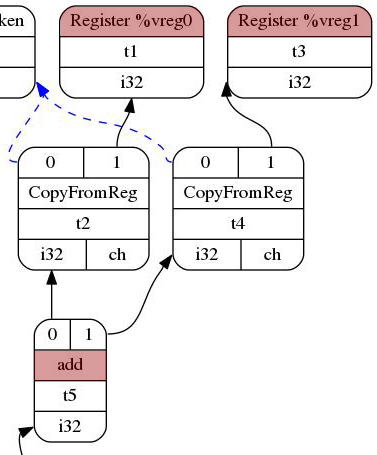 ken
Register %vreg0
Register %vreg1
t1
t3
i32
i32
0 1
0 1
CopyFromReg
CopyFromReg
t2
t4
i32 ch
i32 ch
0 1
add
t5
i32